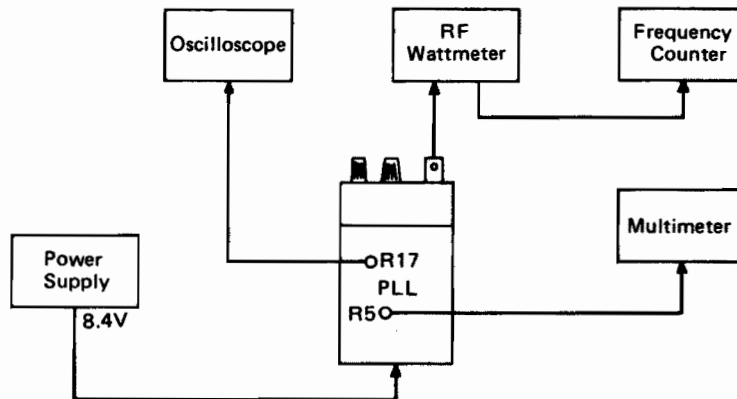 Oscilloscope
RF
Wattmeter
Frequency
Counter
Multimeter
Power
Supply
8.4V
R17
PLL
R5